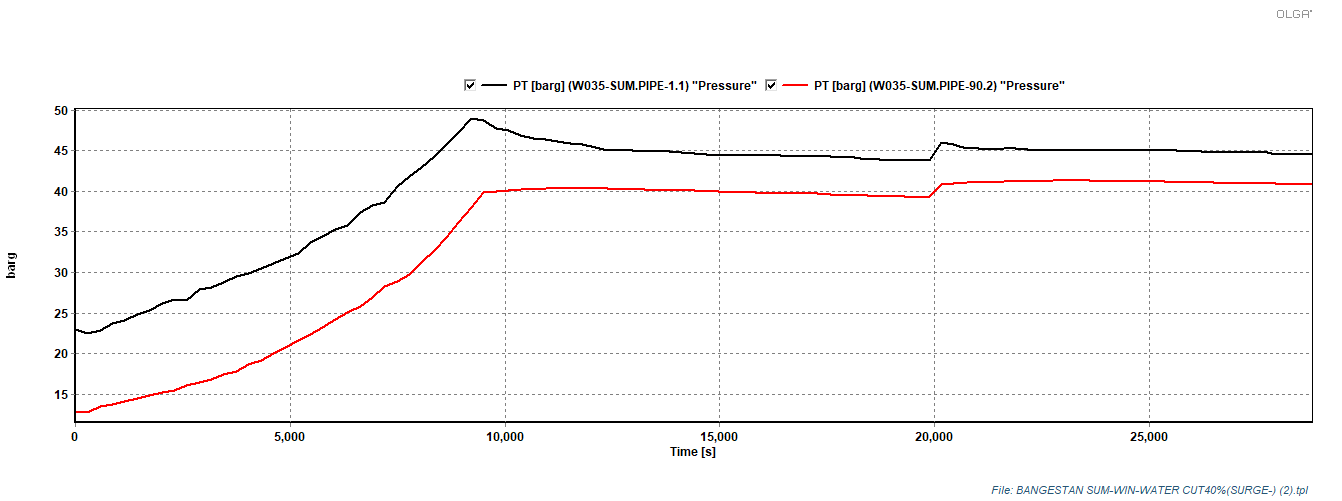 OLGA
PT [barg] (W035-SUM.PIPE-1.1) "Pressure" PT [barg] (W035-SUM.PIPE-90.2) "Pressure"
50
45
40
35
30
25
20
15
barg
0 5,000 10,000 15,000 20,000 25,000
Time [s]
File: BANGESTAN SUM-WIN-WATER CUT40%(SURGE-) (2).tpl